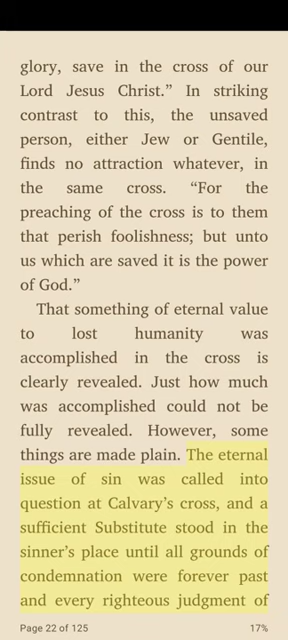 glory, save in the cross of our
Lord Jesus Christ.” In striking
contrast to this, the unsaved
person, either Jew or Gentile,
finds no attraction whatever, in
the same cross. “For the
preaching of the cross is to them
that perish foolishness; but unto
us which are saved it is the power
of God.”
That something of eternal value
to lost humanity was
accomplished in the cross is
clearly revealed. Just how much
was accomplished could not be
fully revealed. However, some
things are made plain. The eternal
issue of sin was called into
question at Calvary’s cross, and a
sufficient Substitute stood in the
sinner’s place until all grounds of
condemnation were forever past
and every righteous judgment of
Page 22 of 125
17%